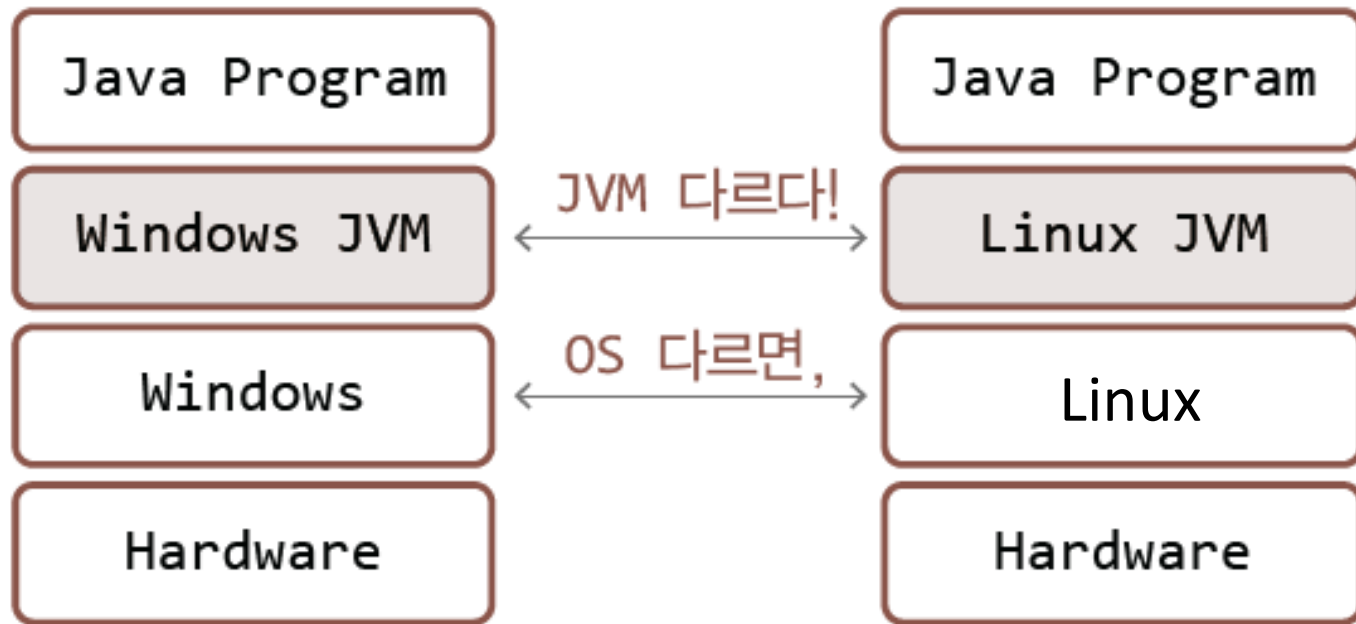 Java Program
Java Program
Windows JVM
JVM 다르다!
Linux JVM
Windows
OS 다르면,
Linux
Hardware
Hardware